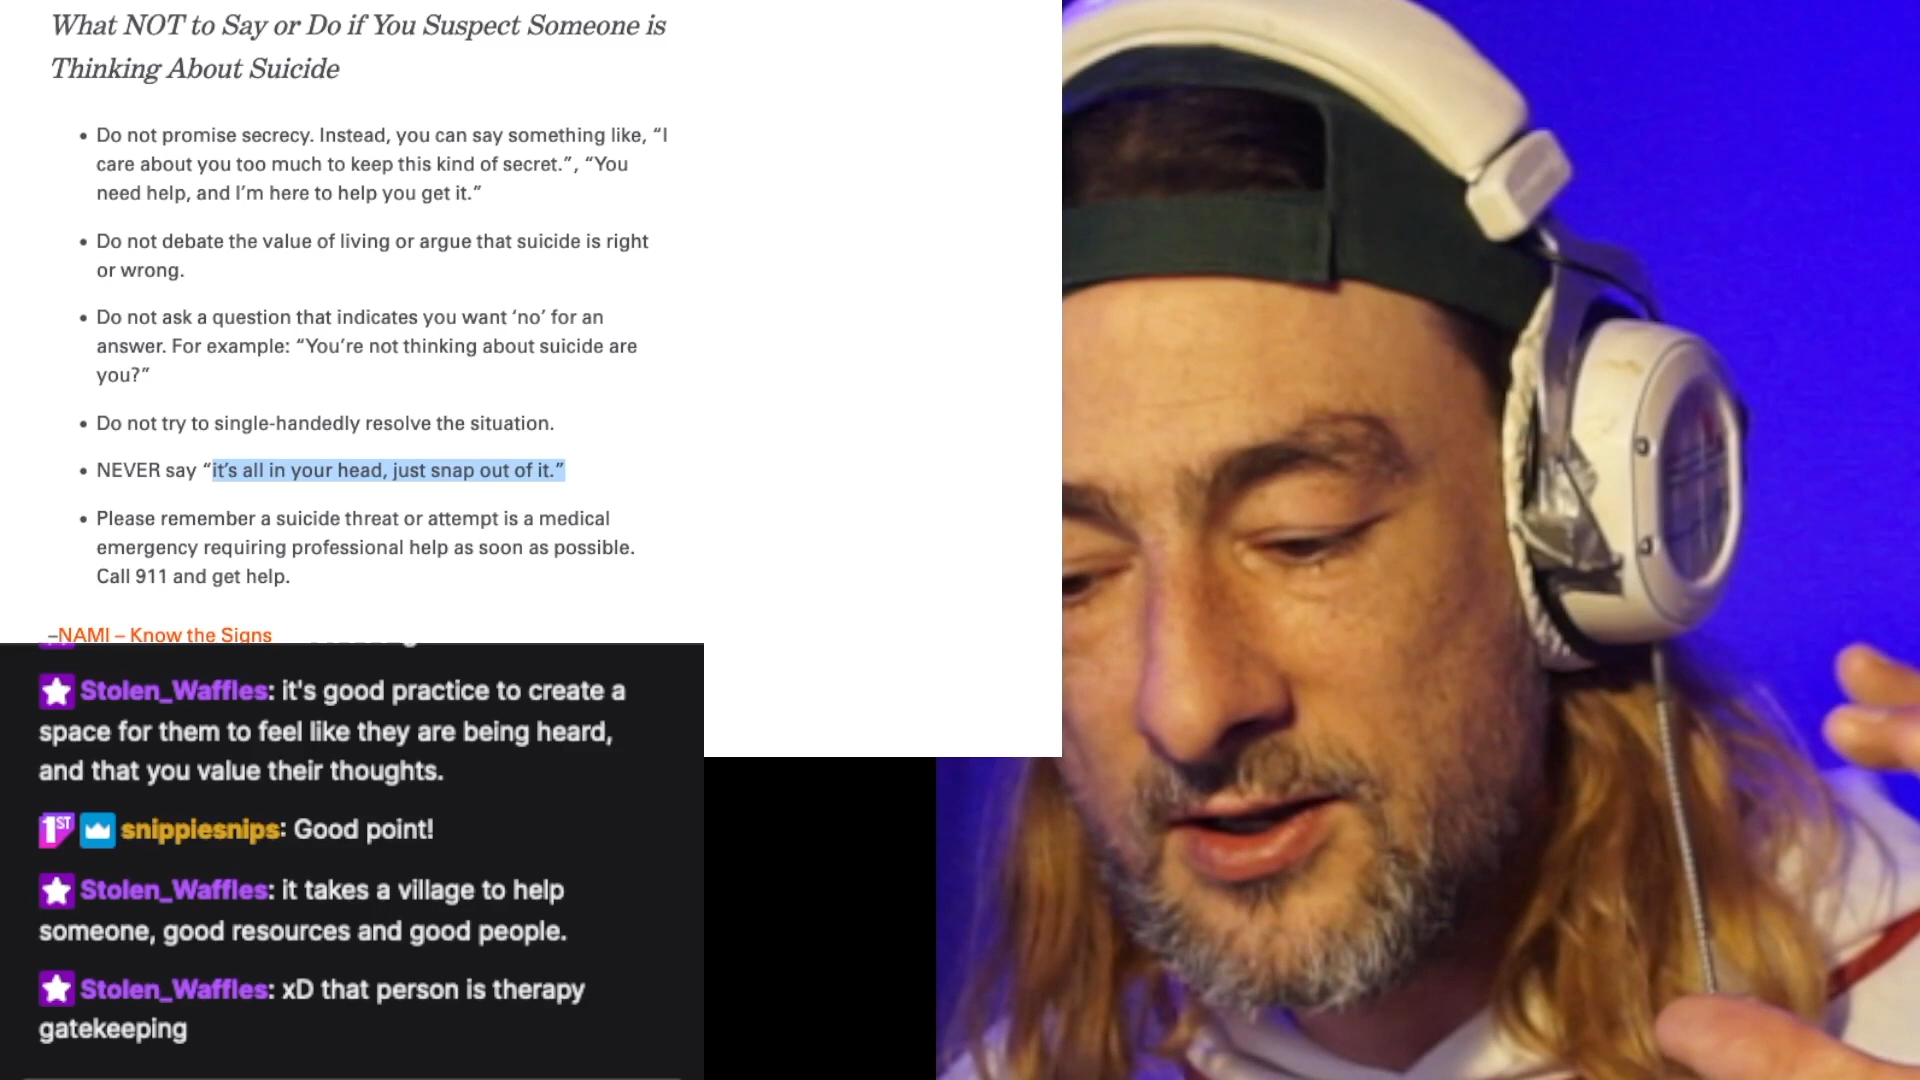 What NOT to Say or Do if You Suspect Someone is
Thinking About Suicide
• Do not promise secrecy. Instead, you can say something like, “I
care about you too much to keep this kind of secret.”, “You
need help, and I’m here to help you get it.”
• Do not debate the value of living or argue that suicide is right
or wrong.
• Do not ask a question that indicates you want ‘no’ for an
answer. For example: “You’re not thinking about suicide are
you?”
• Do not try to single-handedly resolve the situation.
• NEVER say “it’s all in your head, just snap out of it.”
• Please remember a suicide threat or attempt is a medical
emergency requiring professional help as soon as possible.
Call 911 and get help.
–NAMI – Know the Signs
Stolen_Waffles: it's good practice to create a
space for them to feel like they are being heard,
and that you value their thoughts.
1ST snippiesnips: Good point!
Stolen_Waffles: it takes a village to help
someone, good resources and good people.
Stolen_Waffles: xD that person is therapy
gatekeeping